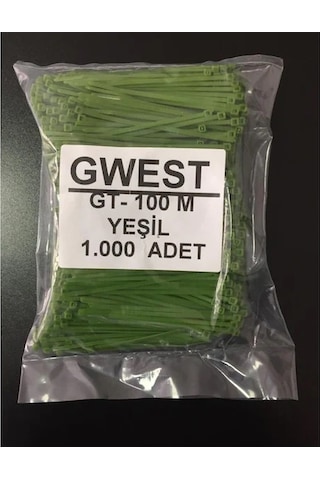 GWEST
GT- 100 M
YEŞİL
1.000 ADET